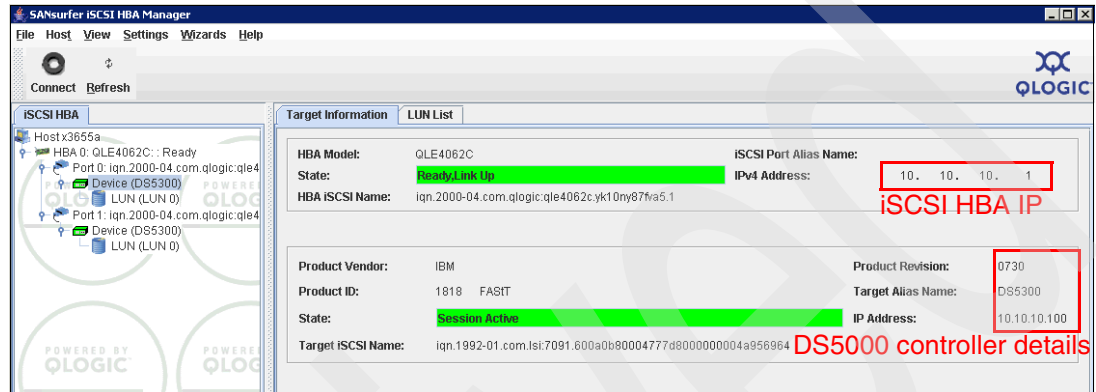 SANsurfer iSCSI HBA Manager
File Host View Settings Wizards Help
Connect Refresh
QLOGIC
iSCSI HBA
Host x3655a
HBA 0: QLE4062C: : Ready
Port 0: iqn.2000-04.com.qlogic:qle4
Device (DS5300)
LUN (LUN 0)
Port 1: iqn.2000-04.com.qlogic:qle4
Device (DS5300)
LUN (LUN 0)
POWERED BY
QLOGIC
Target Information LUN List
HBA Model: QLE4062C iSCSI Port Alias Name:
State: Ready,Link Up IPv4 Address: 10. 10. 10. 1
HBA iSCSI Name: iqn.2000-04.com.qlogic:qle4062c.yk10ny87fva5.1
iSCSI HBA IP
Product Vendor: IBM Product Revision: 0730
Product ID: 1818 FAStT Target Alias Name: DS5300
State: Session Active IP Address: 10.10.10.100
Target iSCSI Name: iqn.1992-01.com.lsi:7091.600a0b80004777d8000000004a956964
DS5000 controller details